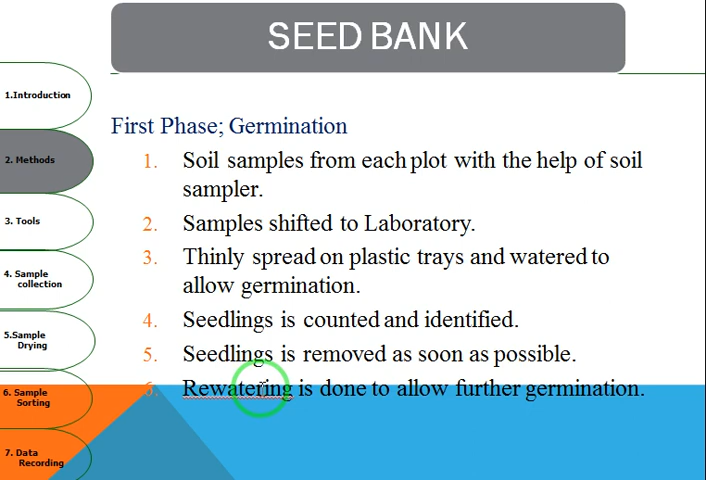 SEED BANK
1.Introduction
2. Methods
3. Tools
4. Sample
collection
5.Sample
Drying
6. Sample
Sorting
7. Data
Recording
First Phase; Germination
1. Soil samples from each plot with the help of soil
sampler.
2. Samples shifted to Laboratory.
3. Thinly spread on plastic trays and watered to
allow germination.
4. Seedlings is counted and identified.
5. Seedlings is removed as soon as possible.
6. Rewatering is done to allow further germination.